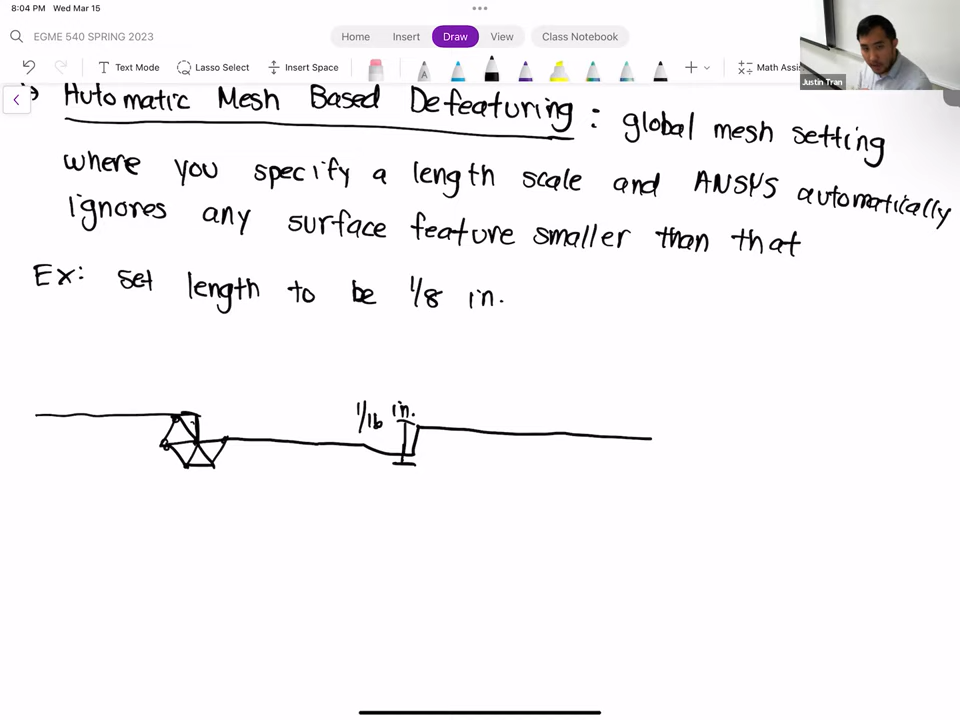 8:04 PM Wed Mar 15
EGME 540 SPRING 2023
Home Insert Draw View Class Notebook
Text Mode Lasso Select Insert Space Math Assis
Justin Tran
Automatic Mesh Based Defeaturing : global mesh setting
where you specify a length scale and ANSYS automatically
ignores any surface feature smaller than that
Ex: set length to be 1/8 in.
1/16 in.